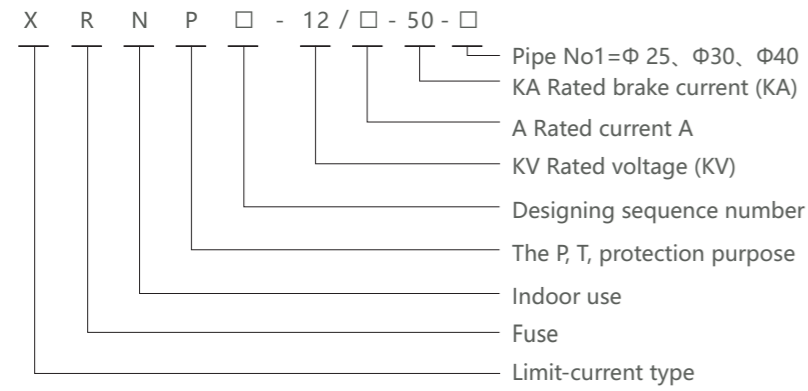 X R N P □ - 12 / □ - 50 - □
Pipe No1=Φ 25、Φ30、Φ40
KA Rated brake current (KA)
A Rated current A
KV Rated voltage (KV)
Designing sequence number
The P, T, protection purpose
Indoor use
Fuse
Limit-current type